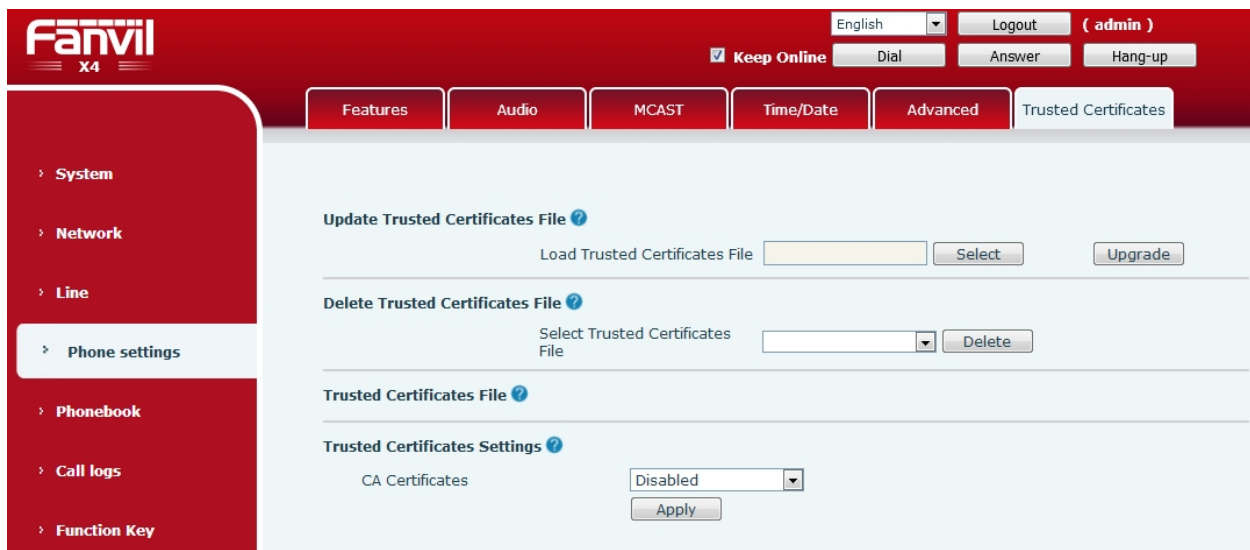 Fanvil
X4
English
Logout
( admin )
Keep Online
Dial
Answer
Hang-up
Features
Audio
MCAST
Time/Date
Advanced
Trusted Certificates
System
Network
Line
Phone settings
Phonebook
Call logs
Function Key
Update Trusted Certificates File
Load Trusted Certificates File
Select
Upgrade
Delete Trusted Certificates File
Select Trusted Certificates
File
Delete
Trusted Certificates File
Trusted Certificates Settings
CA Certificates
Disabled
Apply